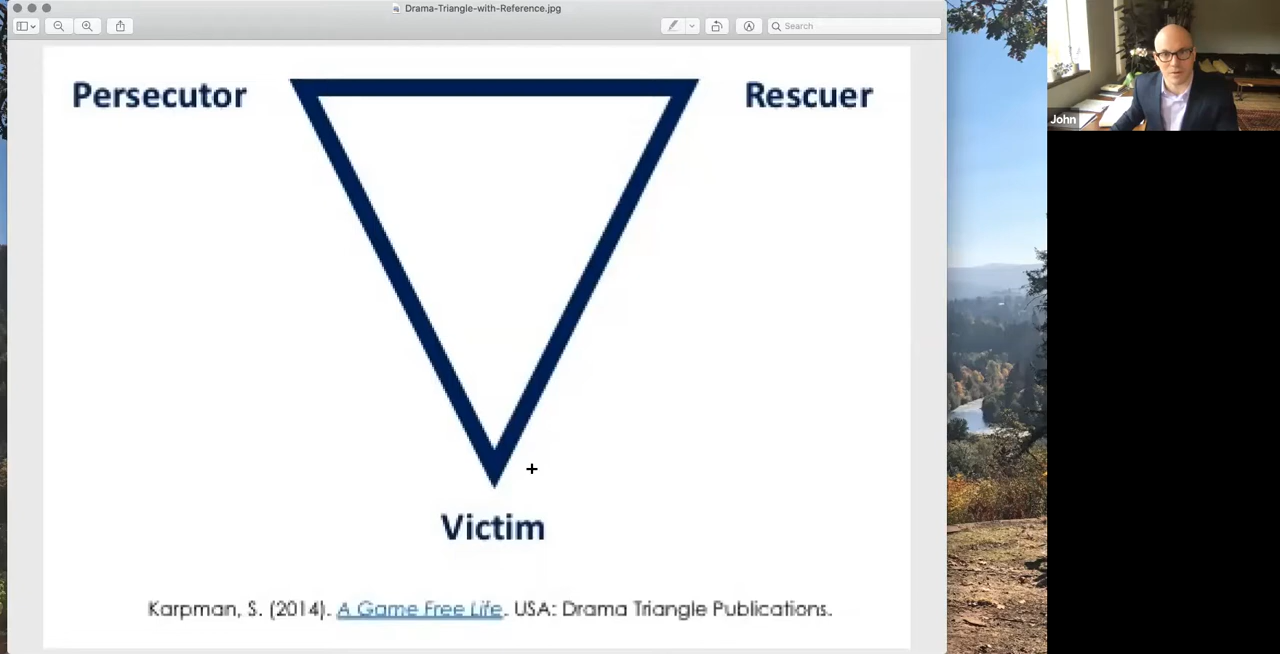 Drama-Triangle-with-Reference.jpg
Search
Persecutor
Rescuer
Victim
Karpman, S. (2014). A Game Free Life. USA: Drama Triangle Publications.
John